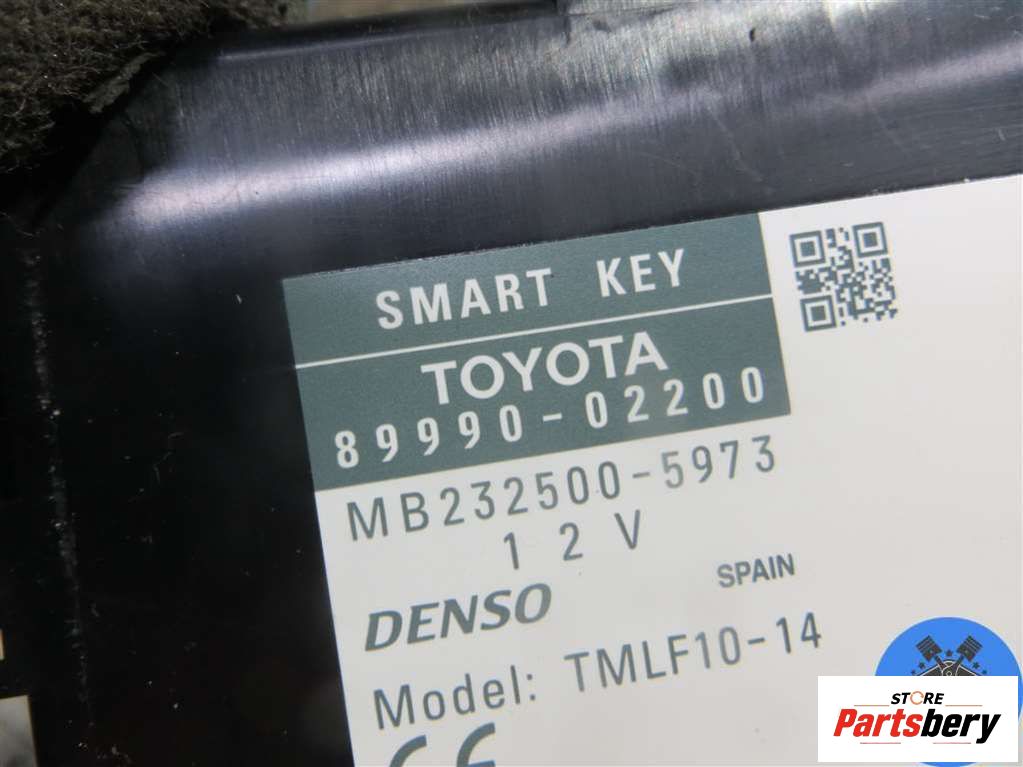 SMART KEY
TOYOTA
89990-02200
MB232500-5973
12V
DENSO
SPAIN
Model: TMLF10-14
CE
STORE
Partsbery